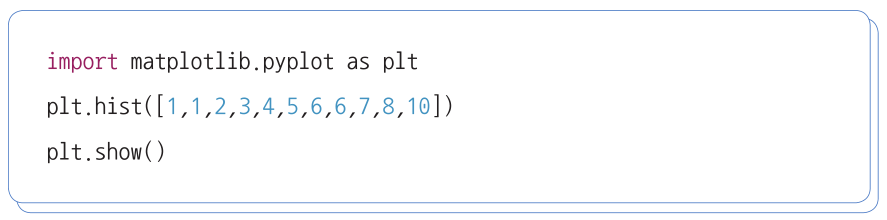 import matplotlib.pyplot as plt
plt.hist([1,1,2,3,4,5,6,6,7,8,10])
plt.show()